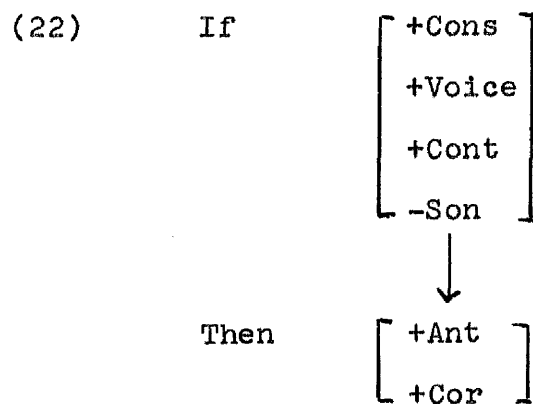 (22) If [ +Cons
+Voice
+Cont
-Son ]
↓
Then [ +Ant
+Cor ]